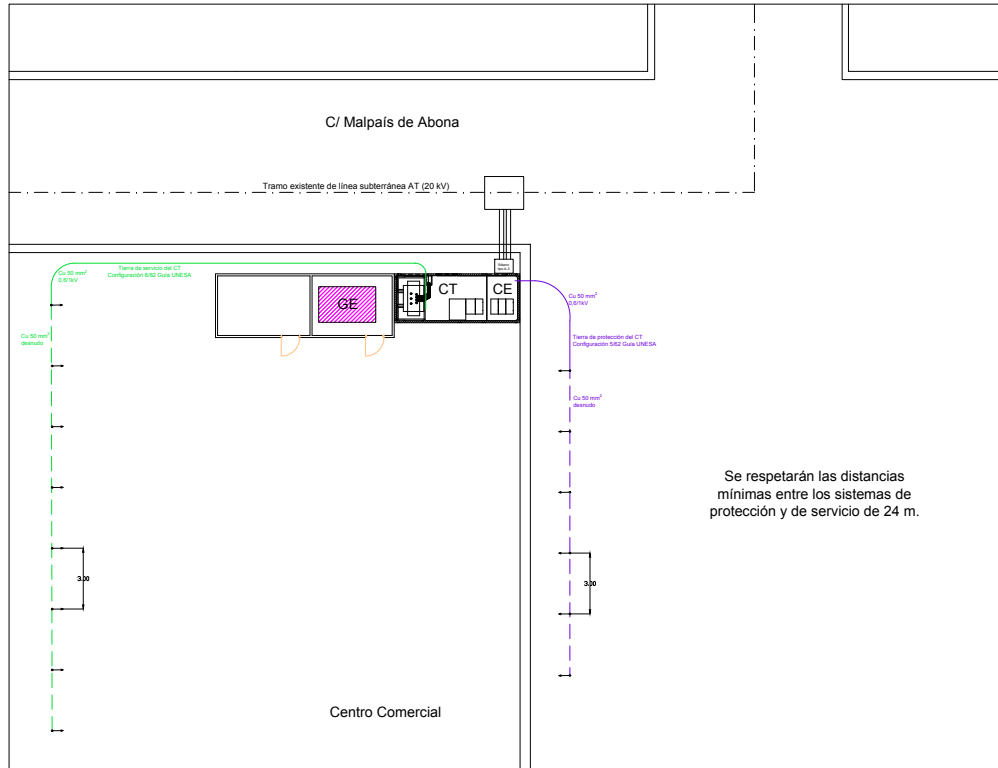 C/ Malpaís de Abona
Tramo existente de línea subterránea AT (20 kV)
Cu 50 mm²
0,6/1kV
Tierra de servicio del CT
Configuración 8/82 Guía UNESA
Cu 50 mm²
desnudo
GE
CT
CE
Cu 50 mm²
0,6/1kV
Tierra de protección del CT
Configuración 5/62 Guía UNESA
Cu 50 mm²
desnudo
Se respetarán las distancias
mínimas entre los sistemas de
protección y de servicio de 24 m.
3.00
3.00
Centro Comercial